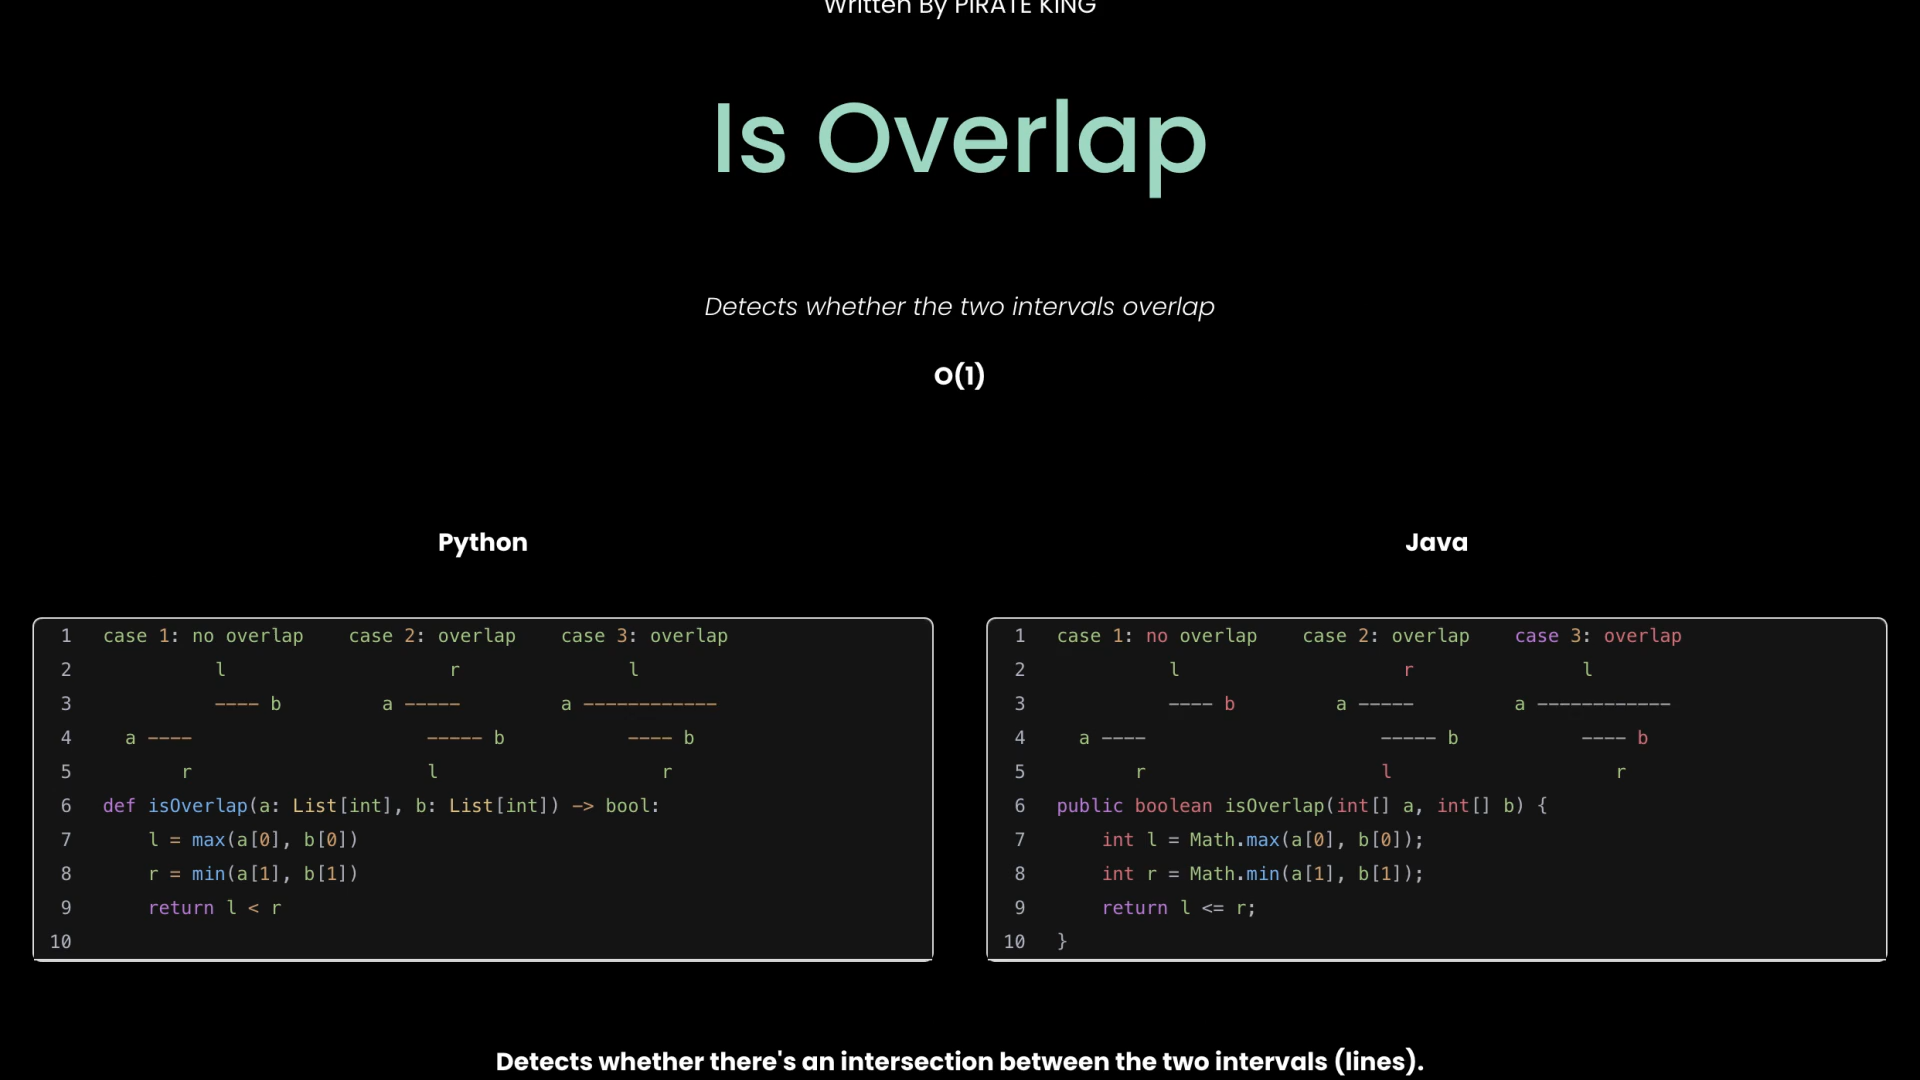 Written By PIRATE KING
Is Overlap
Detects whether the two intervals overlap
O(1)
Python
1 case 1: no overlap    case 2: overlap    case 3: overlap
2           l                    r               l
3           ---- b         a -----     a ------------
4   a ----                     ----- b           ---- b
5        r                     l                    r
6 def isOverlap(a: List[int], b: List[int]) -> bool:
7     l = max(a[0], b[0])
8     r = min(a[1], b[1])
9     return l < r
10
Java
1 case 1: no overlap    case 2: overlap    case 3: overlap
2           l                    r               l
3           ---- b         a -----     a ------------
4   a ----                     ----- b           ---- b
5        r                     l                    r
6 public boolean isOverlap(int[] a, int[] b) {
7     int l = Math.max(a[0], b[0]);
8     int r = Math.min(a[1], b[1]);
9     return l <= r;
10 }
Detects whether there's an intersection between the two intervals (lines).